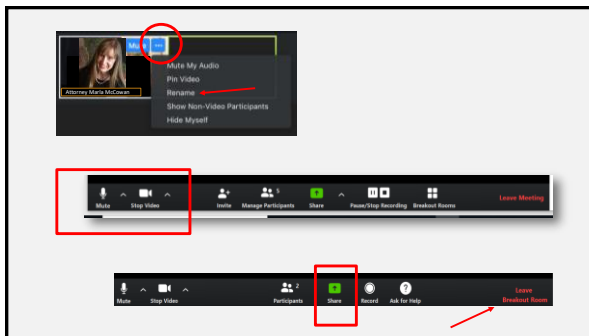 Mute ...
Mute My Audio
Pin Video
Attorney Marla McCowan
Rename
Show Non-Video Participants
Hide Myself
Mute Stop Video Invite Manage Participants 5 Share Pause/Stop Recording Breakout Rooms Leave Meeting
Mute Stop Video Participants 2 Share Record Ask for Help Leave
Breakout Room